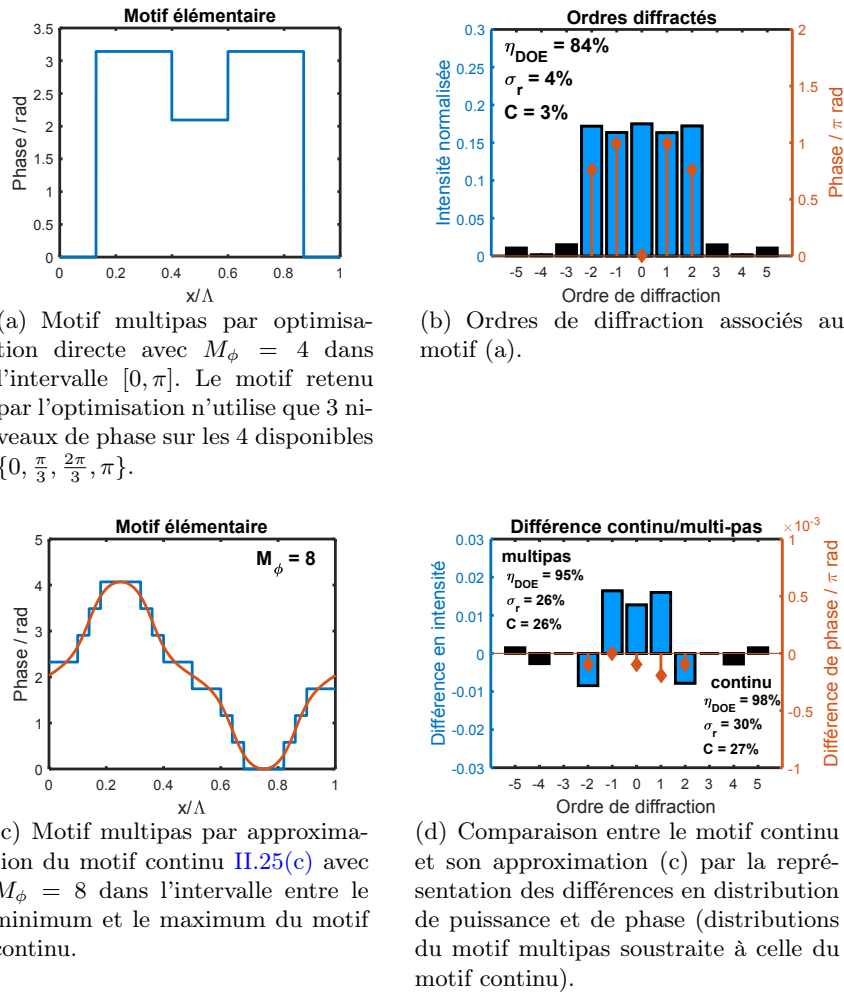 Motif élémentaire
Phase / rad
3.5
3
2.5
2
1.5
1
0.5
0
0 0.2 0.4 0.6 0.8 1
x/Λ
Ordres diffractés
η_DOE = 84%
σ_r = 4%
C = 3%
Intensité normalisée
0.3
0.25
0.2
0.15
0.1
0.05
0
Phase / π rad
2
1.5
1
0.5
0
-5 -4 -3 -2 -1 0 1 2 3 4 5
Ordre de diffraction
(a) Motif multipas par optimisa-
tion directe avec M_ϕ = 4 dans
l'intervalle [0, π]. Le motif retenu
par l'optimisation n'utilise que 3 ni-
veaux de phase sur les 4 disponibles
{0, π/3, 2π/3, π}.
(b) Ordres de diffraction associés au
motif (a).
Motif élémentaire
M_ϕ = 8
Phase / rad
5
4
3
2
1
0
0 0.2 0.4 0.6 0.8 1
x/Λ
Différence continu/multi-pas
×10^-3
multipas
η_DOE = 95%
σ_r = 26%
C = 26%
continu
η_DOE = 98%
σ_r = 30%
C = 27%
Différence en intensité
0.03
0.02
0.01
0
-0.01
-0.02
-0.03
Différence de phase / π rad
1
0.5
0
-0.5
-1
-5 -4 -3 -2 -1 0 1 2 3 4 5
Ordre de diffraction
c) Motif multipas par approxima-
tion du motif continu II.25(c) avec
M_ϕ = 8 dans l'intervalle entre le
minimum et le maximum du motif
continu.
(d) Comparaison entre le motif continu
et son approximation (c) par la repré-
sentation des différences en distribution
de puissance et de phase (distributions
du motif multipas soustraite à celle du
motif continu).